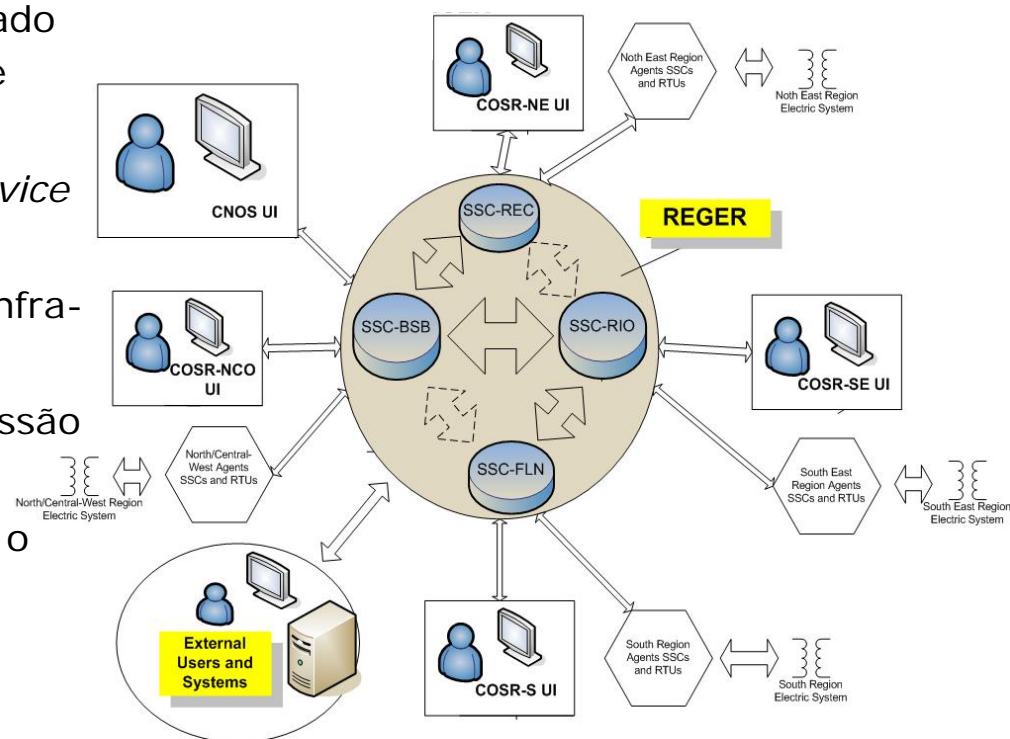 ado
e
vice
nfra-
ssão
o
COSR-NE UI
Noth East Region
Agents SSCs
and RTUs
Noth East Region
Electric System
CNOS UI
SSC-REC
REGER
SSC-BSB
SSC-RIO
COSR-NCO
UI
COSR-SE UI
North/Central-
West Agents
SSCs and RTUs
North/Central-West Region
Electric System
SSC-FLN
South East
Region Agents
SSCs and RTUs
South East Region
Electric System
External
Users and
Systems
COSR-S UI
South Region
Agents SSCs
and RTUs
South Region
Electric System